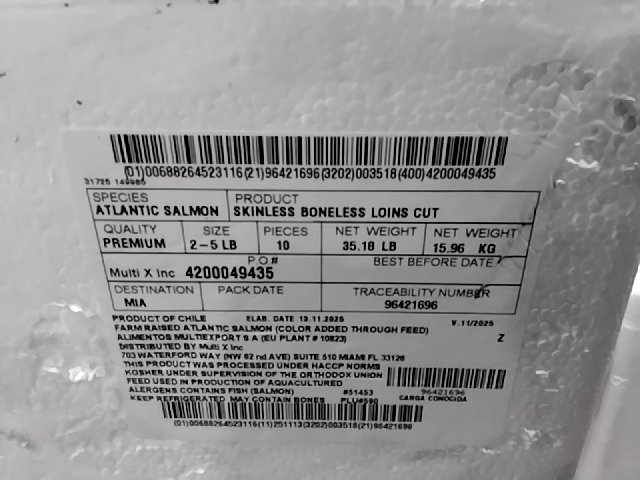 (01)00688264523116(21)96421696(3202)003518(400)4200049435
31725 149985
SPECIES PRODUCT
ATLANTIC SALMON SKINLESS BONELESS LOINS CUT
QUALITY SIZE PIECES NET WEIGHT NET WEIGHT
PREMIUM 2-5 LB 10 35.18 LB 15.96 KG
P.O# BEST BEFORE DATE
Multi X Inc 4200049435
DESTINATION PACK DATE TRACEABILITY NUMBER
MIA 96421696
PRODUCT OF CHILE ELAB. DATE 13.11.2025 V.11/2025
FARM RAISED ATLANTIC SALMON (COLOR ADDED THROUGH FEED) Z
ALIMENTOS MULTIEXPORT S A (EU PLANT # 10823)
DISTRIBUTED BY Multi X Inc
703 WATERFORD WAY (NW 62 nd AVE) SUITE 510 MIAMI FL 33126
THIS PRODUCT WAS PROCESSED UNDER HACCP NORMS
KOSHER UNDER SUPERVISION OF THE ORTHODOX UNION
FEED USED IN PRODUCTION OF AQUACULTURED
ALERGENS CONTAINS FISH (SALMON) #51453 96421696
KEEP REFRIGERATED MAY CONTAIN BONES PLU#590 CARGA CONOCIDA
(01)00688264523116(11)251113(3202)003518(21)96421696